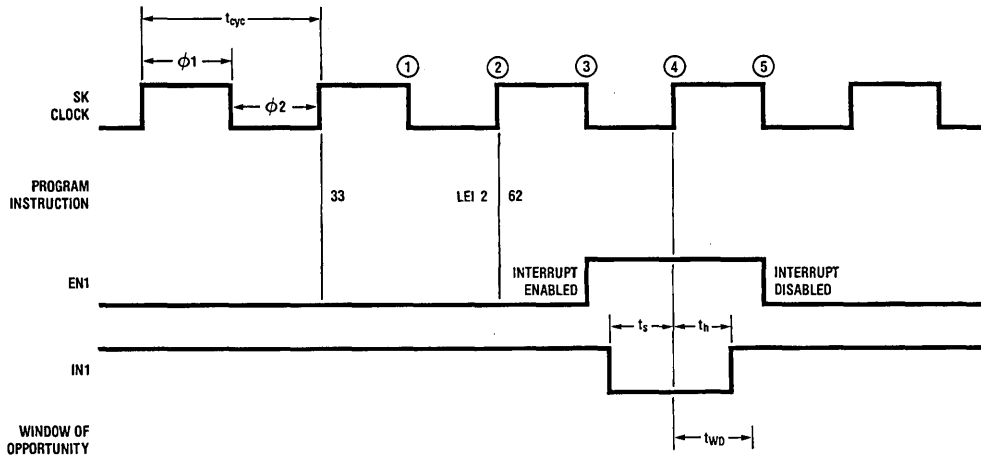 tcyc
ϕ1
ϕ2
1
2
3
4
5
SK
CLOCK
PROGRAM
INSTRUCTION
33
LEI 2
62
EN1
INTERRUPT
ENABLED
INTERRUPT
DISABLED
ts
th
IN1
WINDOW OF
OPPORTUNITY
tWD